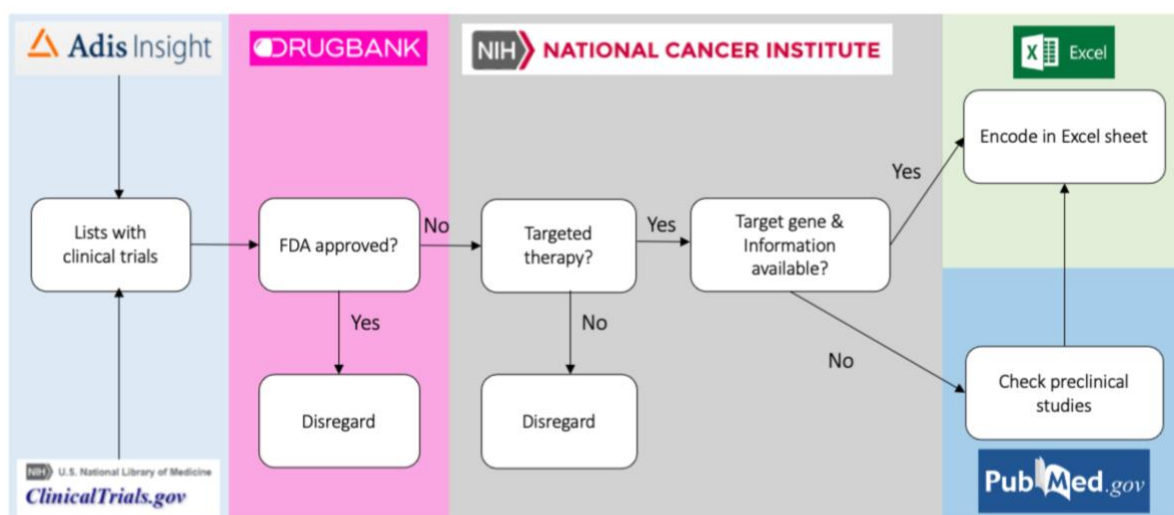 Adis Insight
DRUGBANK
NIH NATIONAL CANCER INSTITUTE
Excel
Lists with
clinical trials
FDA approved?
No
Targeted
therapy?
Yes
Target gene &
Information
available?
Yes
Encode in Excel sheet
Yes
Disregard
No
Disregard
No
Check preclinical
studies
NIH U.S. National Library of Medicine
ClinicalTrials.gov
PubMed.gov